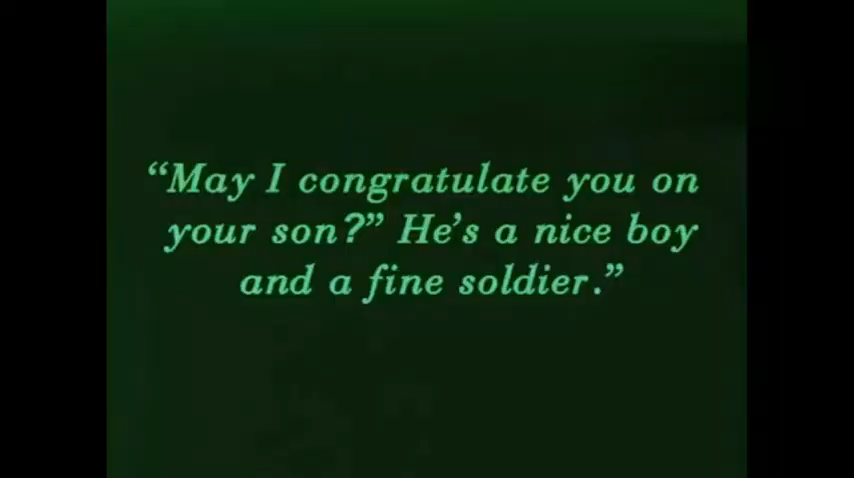 “May I congratulate you on
your son?” He’s a nice boy
and a fine soldier.”